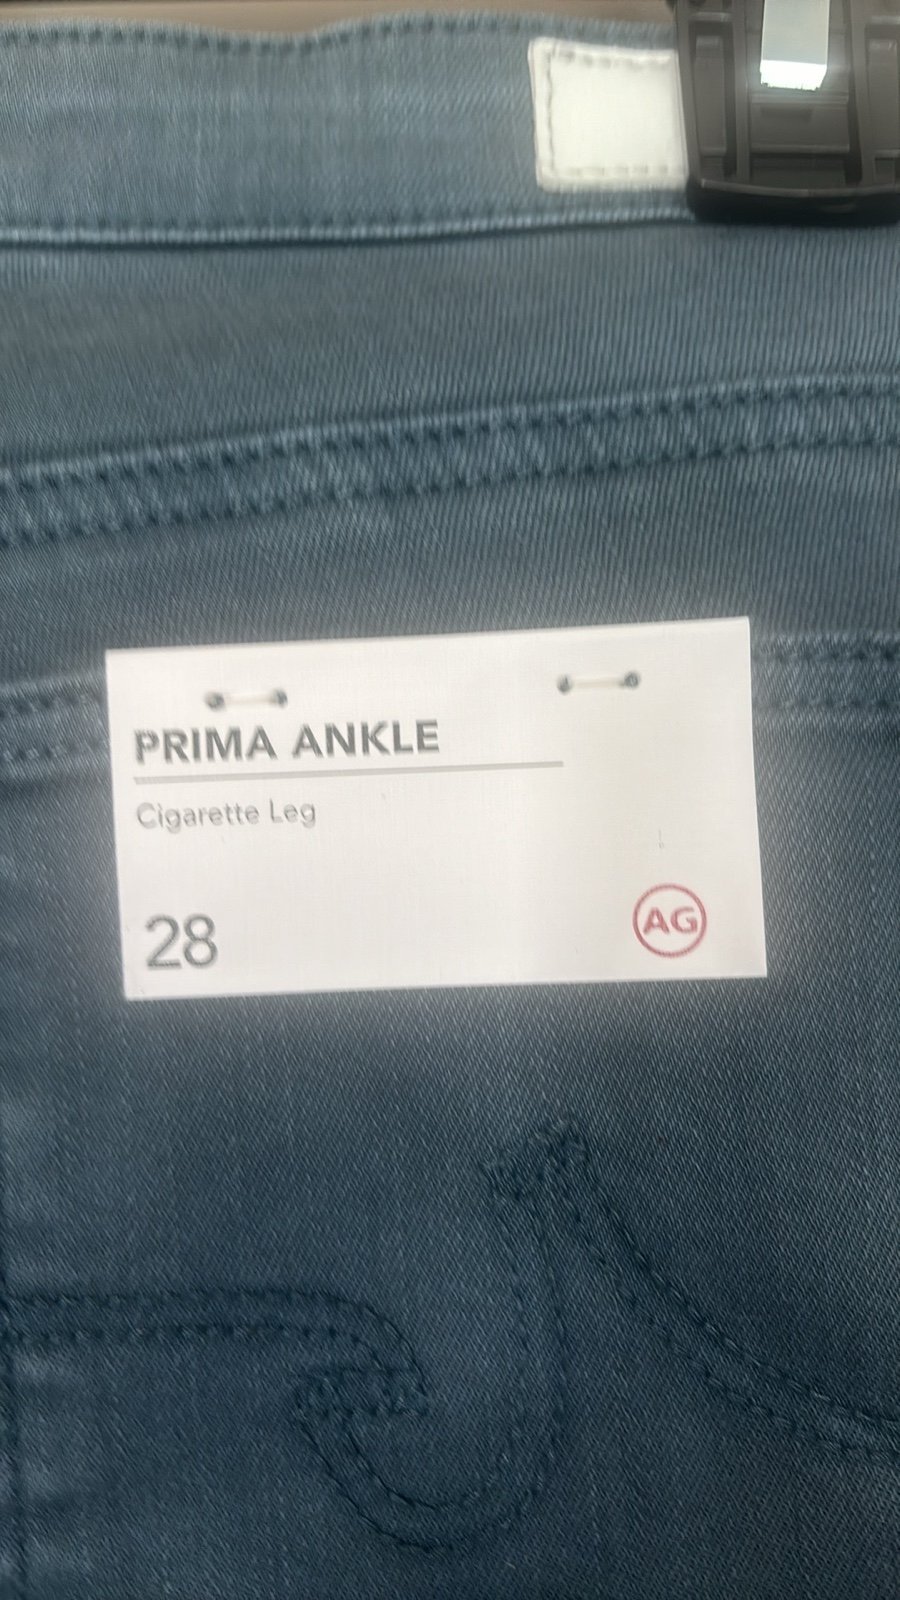 PRIMA ANKLE
Cigarette Leg
28
AG